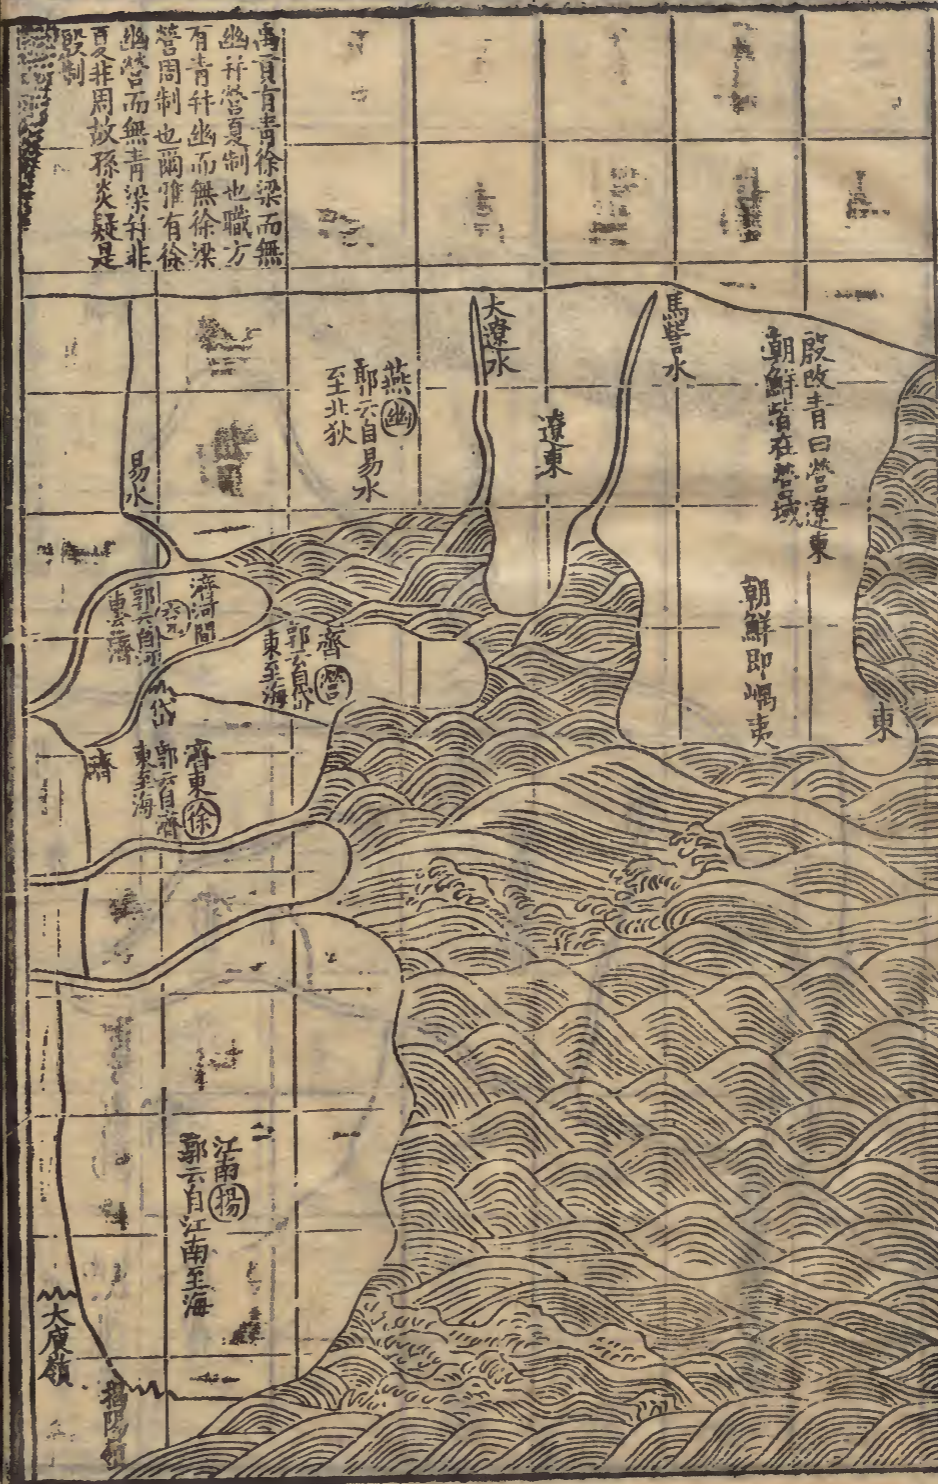 禹貢有青徐梁而無
幽幷營夏制也職方
有青幷幽而無徐梁
營周制也爾雅有徐
幽營而無青梁幷非
夏非周故孫炎疑是
殷制
殷改青曰營遼東
朝鮮皆在營域
馬訾水
大遼水
遼東
燕幽
郭云自易水
至北狄
易水
朝鮮即嵎夷
東
濟河間
兗
郭云自河
東至濟
齊營
郭云自岱
東至海
岱
濟東徐
郭云自濟
東至海
濟
江南揚
郭云自江南至海
大庾嶺
揭陽嶺